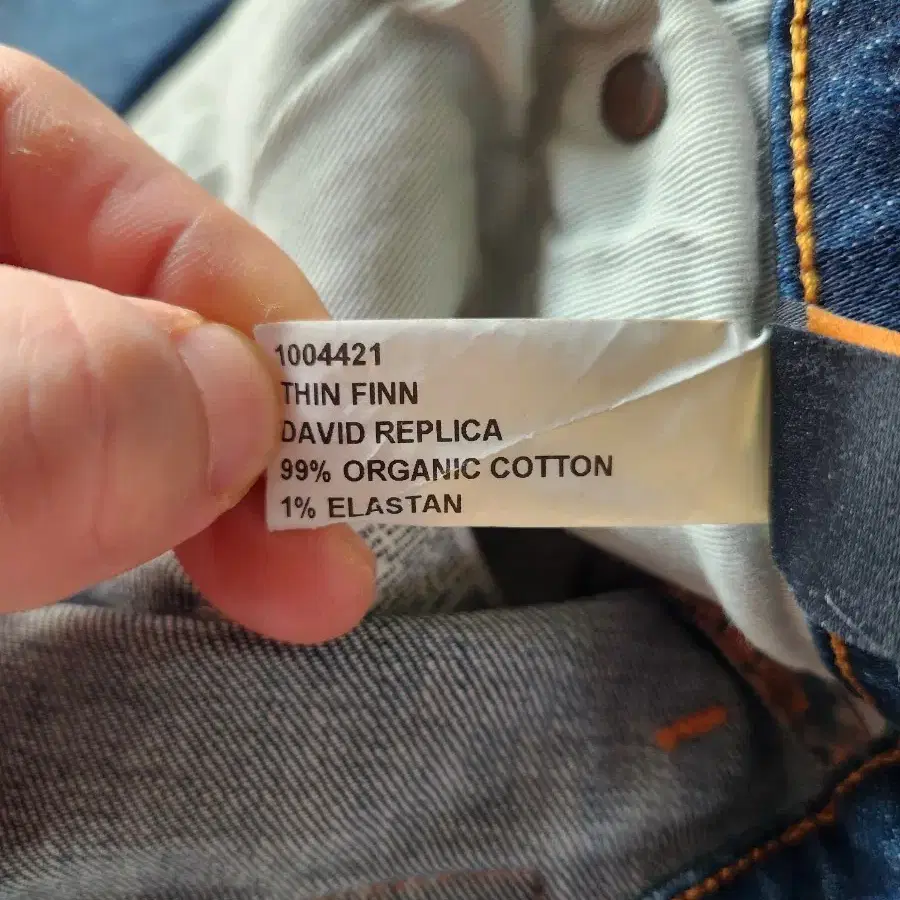 1004421
THIN FINN
DAVID REPLICA
99% ORGANIC COTTON
1% ELASTAN